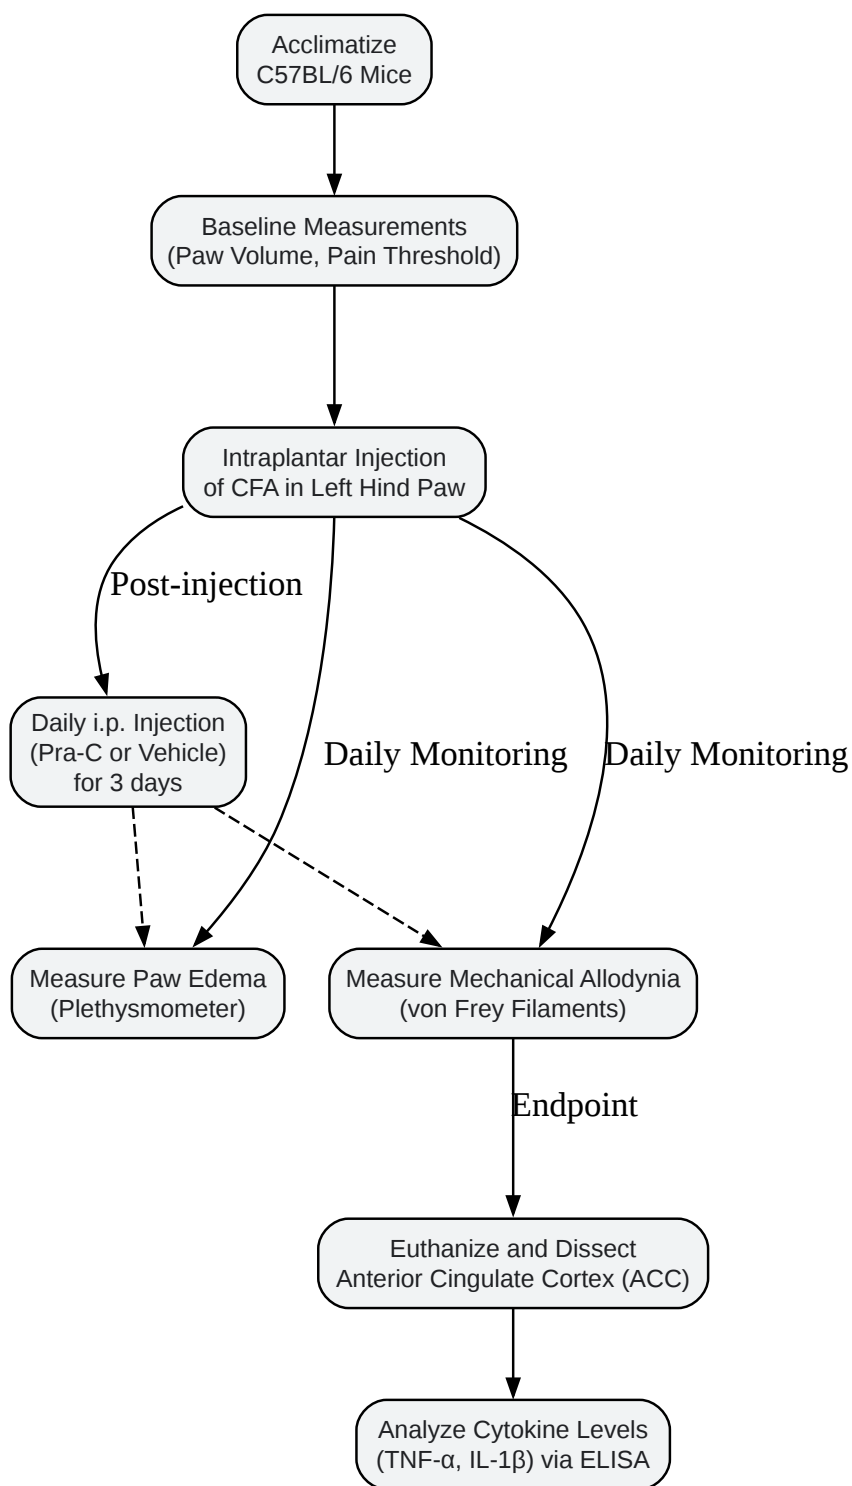 Acclimatize
C57BL/6 Mice
Baseline Measurements
(Paw Volume, Pain Threshold)
Intraplantar Injection
of CFA in Left Hind Paw
Post-injection
Daily i.p. Injection
(Pra-C or Vehicle)
for 3 days
Daily Monitoring
Daily Monitoring
Measure Paw Edema
(Plethysmometer)
Measure Mechanical Allodynia
(von Frey Filaments)
Endpoint
Euthanize and Dissect
Anterior Cingulate Cortex (ACC)
Analyze Cytokine Levels
(TNF-α, IL-1β) via ELISA